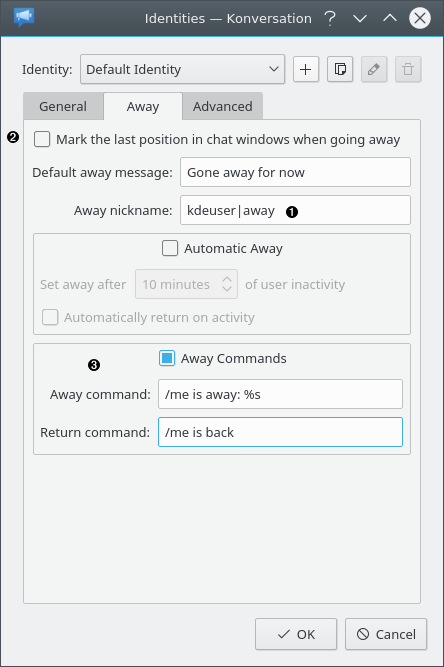 Identities — Konversation
Identity: Default Identity
General Away Advanced
2 Mark the last position in chat windows when going away
Default away message: Gone away for now
Away nickname: kdeuser|away 1
Automatic Away
Set away after 10 minutes of user inactivity
Automatically return on activity
3 Away Commands
Away command: /me is away: %s
Return command: /me is back
OK Cancel